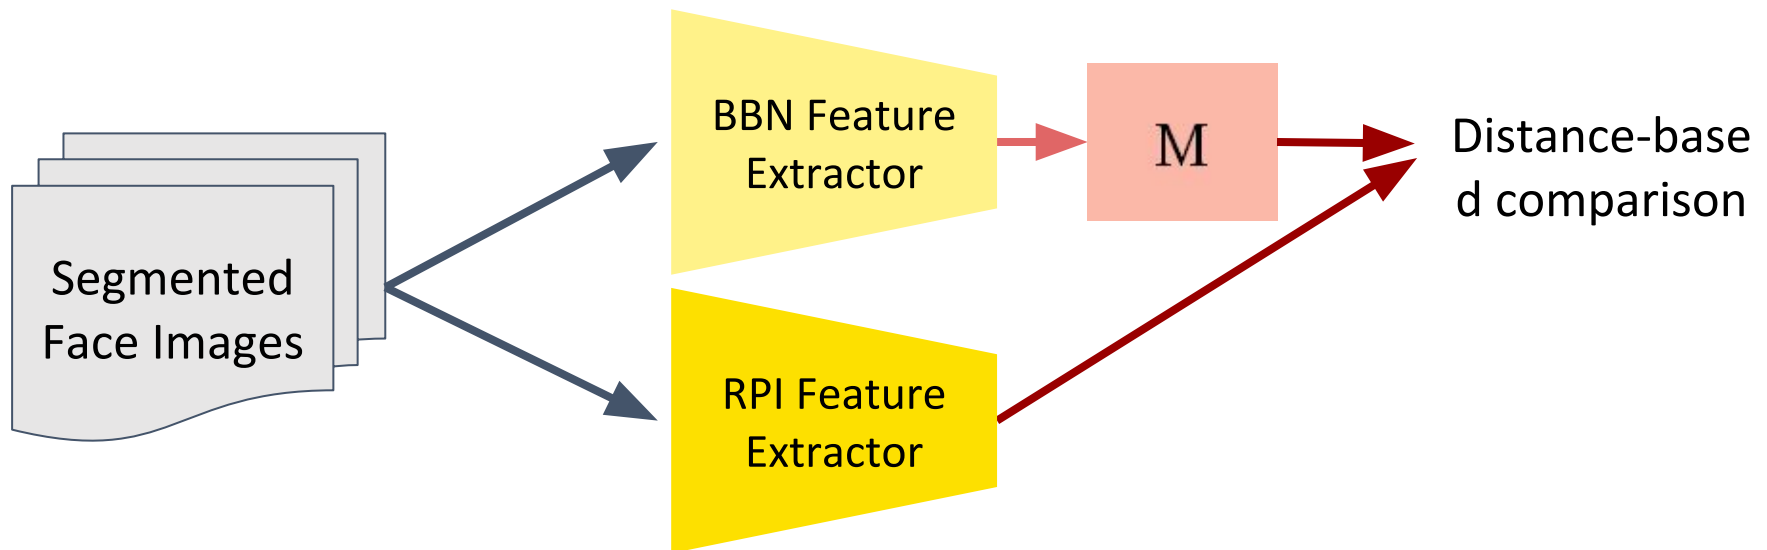 Segmented
Face Images
BBN Feature
Extractor
RPI Feature
Extractor
M
Distance-base
d comparison